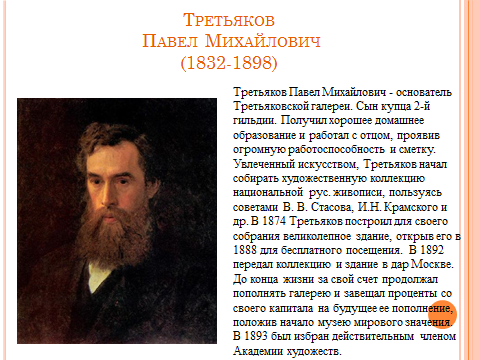 Третьяков
Павел Михайлович
(1832-1898)
Третьяков Павел Михайлович - основатель
Третьяковской галереи. Сын купца 2-й
гильдии. Получил хорошее домашнее
образование и работал с отцом, проявив
огромную работоспособность и сметку.
Увлеченный искусством, Третьяков начал
собирать художественную коллекцию
национальной рус. живописи, пользуясь
советами В. В. Стасова, И.Н. Крамского и
др. В 1874 Третьяков построил для своего
собрания великолепное здание, открыв его в
1888 для бесплатного посещения. В 1892
передал коллекцию и здание в дар Москве.
До конца жизни за свой счет продолжал
пополнять галерею и завещал проценты со
своего капитала на будущее ее пополнение,
положив начало музею мирового значения.
В 1893 был избран действительным членом
Академии художеств.